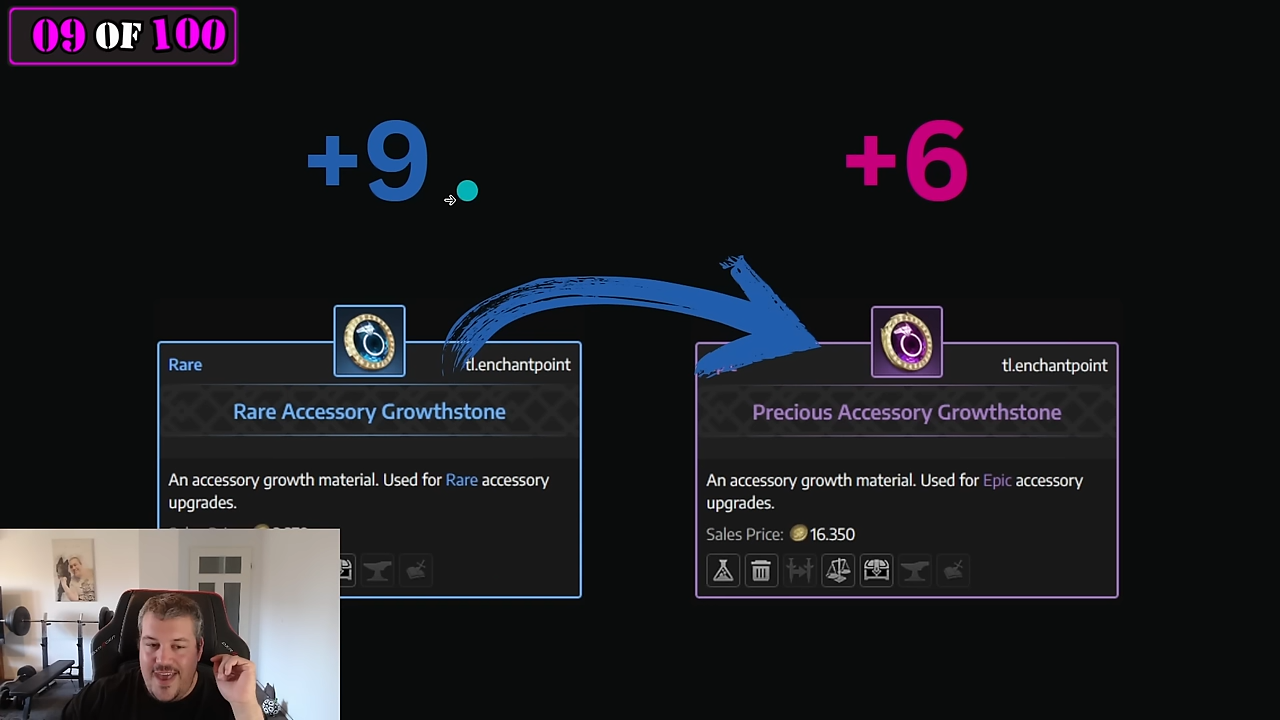 09 OF 100
+9
+6
Rare
tl.enchantpoint
Rare Accessory Growthstone
An accessory growth material. Used for Rare accessory
upgrades.
tl.enchantpoint
Precious Accessory Growthstone
An accessory growth material. Used for Epic accessory
upgrades.
Sales Price: 16.350